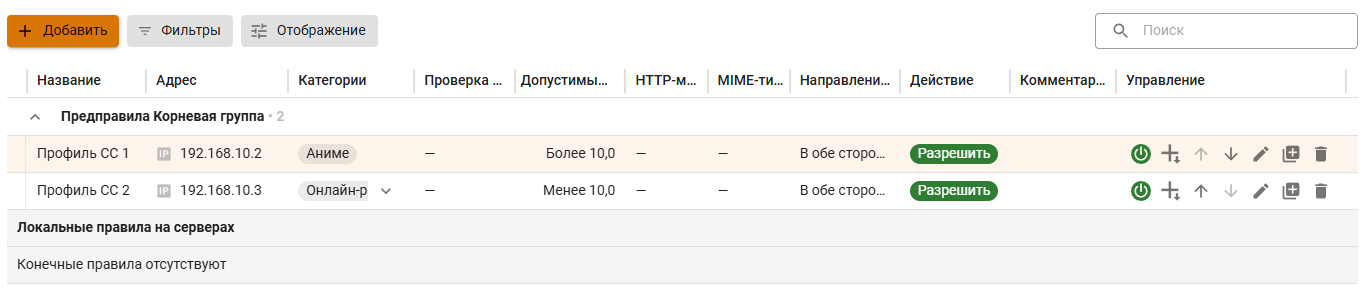 Добавить Фильтры Отображение Поиск
Название Адрес Категории Проверка ... Допустимы... HTTP-м... MIME-ти... Направлени... Действие Комментар... Управление
Предправила Корневая группа • 2
Профиль СС 1 IP 192.168.10.2 Аниме — Более 10,0 — — В обе сторо... Разрешить
Профиль СС 2 IP 192.168.10.3 Онлайн-р — Менее 10,0 — — В обе сторо... Разрешить
Локальные правила на серверах
Конечные правила отсутствуют